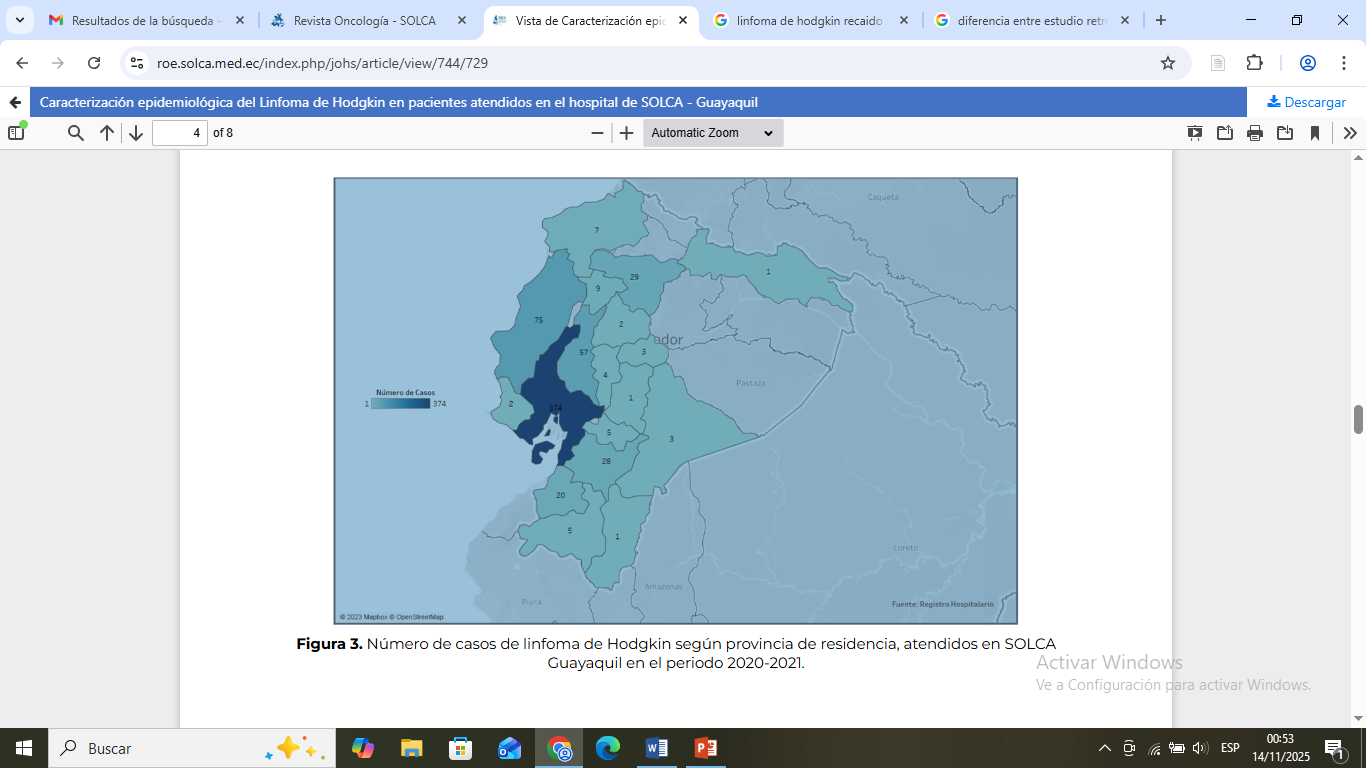 Resultados de la búsqueda -
Revista Oncología - SOLCA
Vista de Caracterización epid
linfoma de hodgkin recaido
diferencia entre estudio retro
roe.solca.med.ec/index.php/johs/article/view/744/729
Caracterización epidemiológica del Linfoma de Hodgkin en pacientes atendidos en el hospital de SOLCA - Guayaquil
Descargar
4 of 8
Automatic Zoom
Caquetá
7
1
29
9
75
2
ador
57
3
Pastaza
4
Número de Casos
1 374
1
2
374
5
3
28
20
5
1
Loreto
Amazonas
Piura
Fuente: Registro Hospitalario
© 2023 Mapbox © OpenStreetMap
Figura 3. Número de casos de linfoma de Hodgkin según provincia de residencia, atendidos en SOLCA
Guayaquil en el periodo 2020-2021.
Activar Windows
Ve a Configuración para activar Windows.
Buscar
ESP
00:53
14/11/2025
1